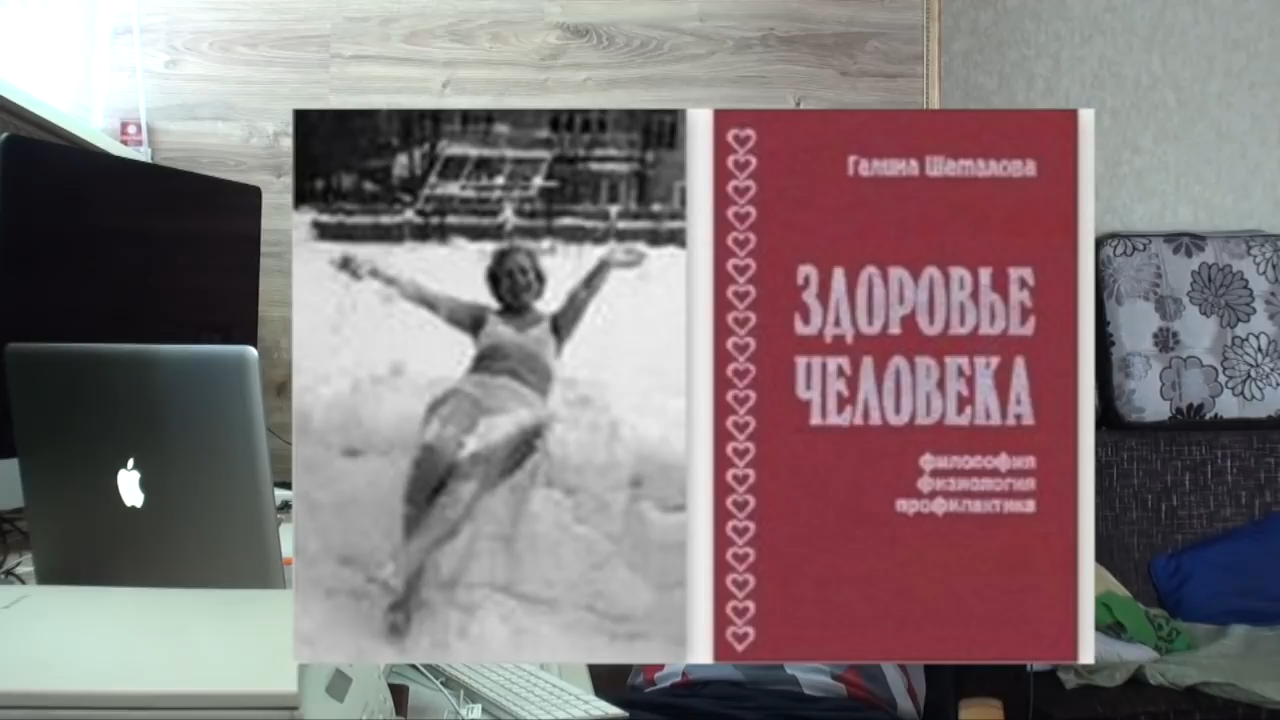 Галина Шаталова
ЗДОРОВЬЕ
ЧЕЛОВЕКА
философия
физиология
профилактика